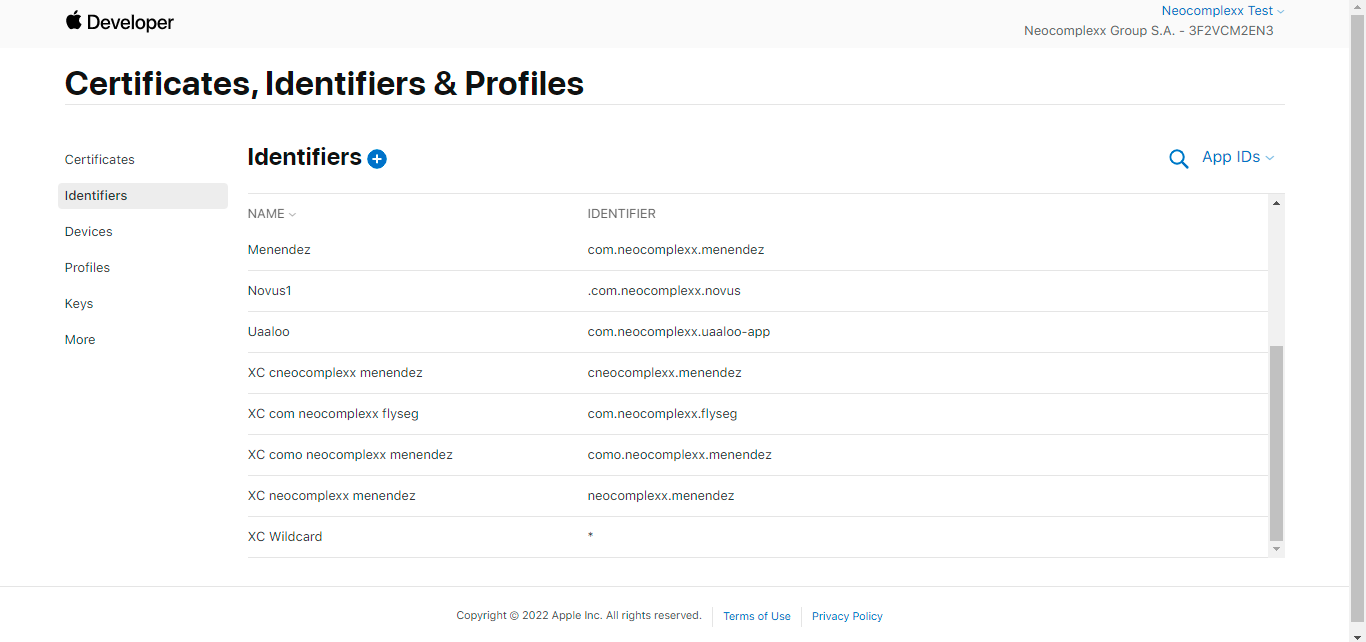 Developer
Neocomplexx Test
Neocomplexx Group S.A. - 3F2VCM2EN3
Certificates, Identifiers & Profiles
Certificates
Identifiers
Devices
Profiles
Keys
More
Identifiers
App IDs
NAME IDENTIFIER
Menendez com.neocomplexx.menendez
Novus1 .com.neocomplexx.novus
Uaaloo com.neocomplexx.uaaloo-app
XC cneocomplexx menendez cneocomplexx.menendez
XC com neocomplexx flyseg com.neocomplexx.flyseg
XC como neocomplexx menendez como.neocomplexx.menendez
XC neocomplexx menendez neocomplexx.menendez
XC Wildcard *
Copyright © 2022 Apple Inc. All rights reserved. Terms of Use Privacy Policy